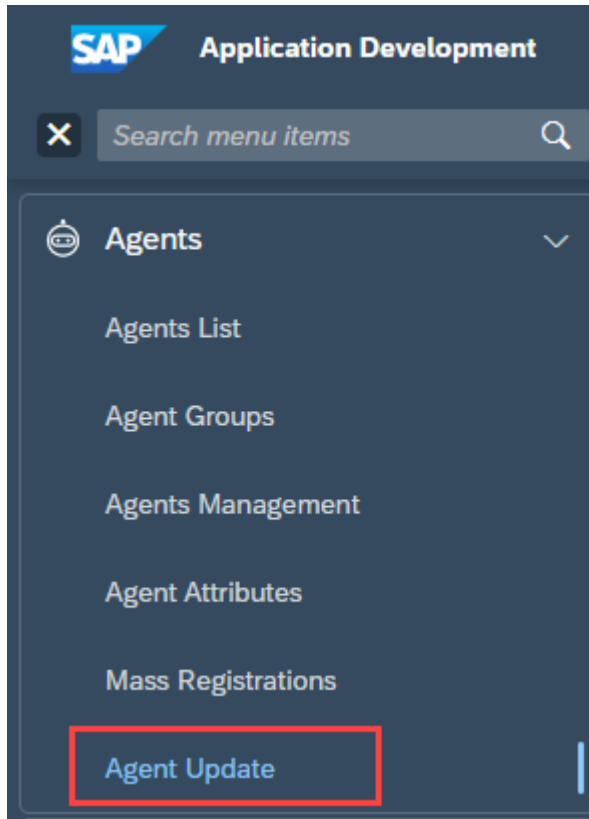 SAP Application Development
Search menu items
Agents
Agents List
Agent Groups
Agents Management
Agent Attributes
Mass Registrations
Agent Update